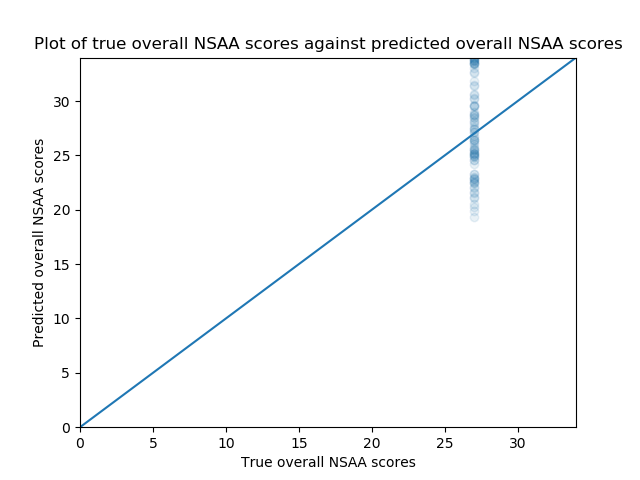 Plot of true overall NSAA scores against predicted overall NSAA scores
30
25
20
15
10
5
0
Predicted overall NSAA scores
0 5 10 15 20 25 30
True overall NSAA scores